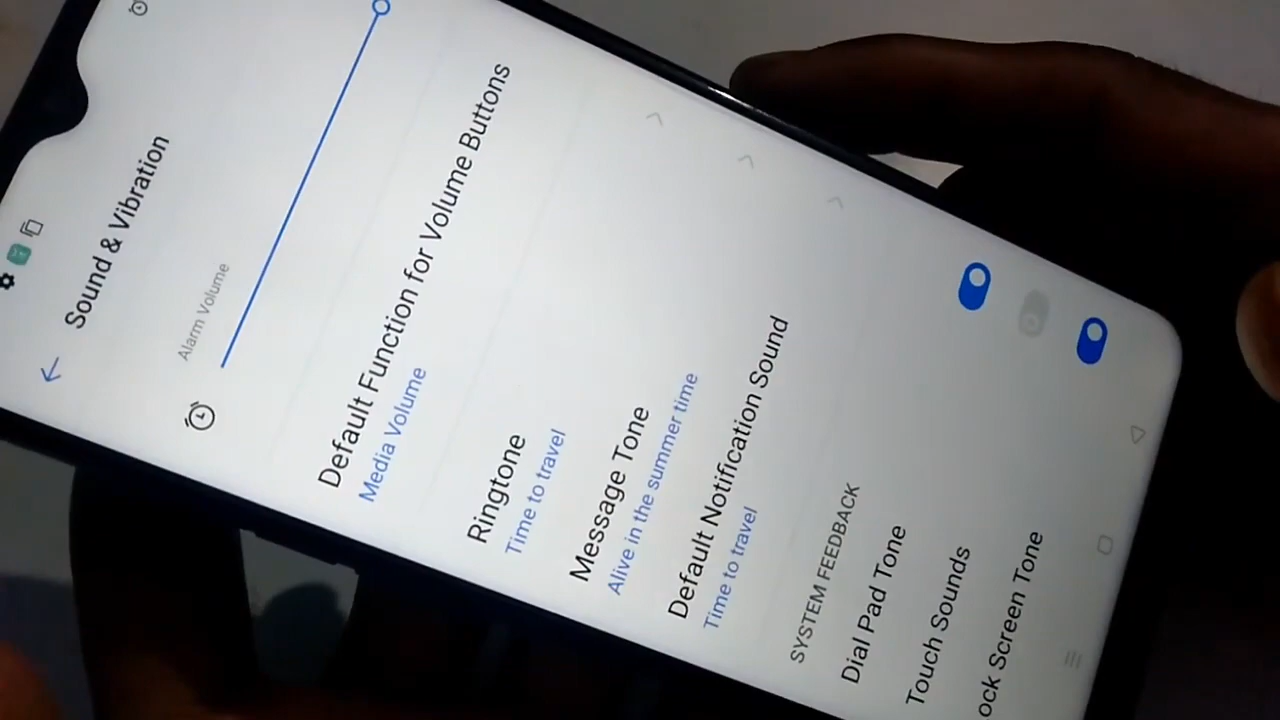 Sound & Vibration
Alarm Volume
Default Function for Volume Buttons
Media Volume
Ringtone
Time to travel
Message Tone
Alive in the summer time
Default Notification Sound
Time to travel
SYSTEM FEEDBACK
Dial Pad Tone
Touch Sounds
ock Screen Tone